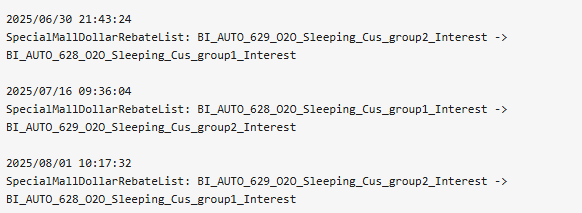 2025/06/30 21:43:24
SpecialMallDollarRebateList: BI_AUTO_629_O2O_Sleeping_Cus_group2_Interest ->
BI_AUTO_628_O2O_Sleeping_Cus_group1_Interest
2025/07/16 09:36:04
SpecialMallDollarRebateList: BI_AUTO_628_O2O_Sleeping_Cus_group1_Interest ->
BI_AUTO_629_O2O_Sleeping_Cus_group2_Interest
2025/08/01 10:17:32
SpecialMallDollarRebateList: BI_AUTO_629_O2O_Sleeping_Cus_group2_Interest ->
BI_AUTO_628_O2O_Sleeping_Cus_group1_Interest